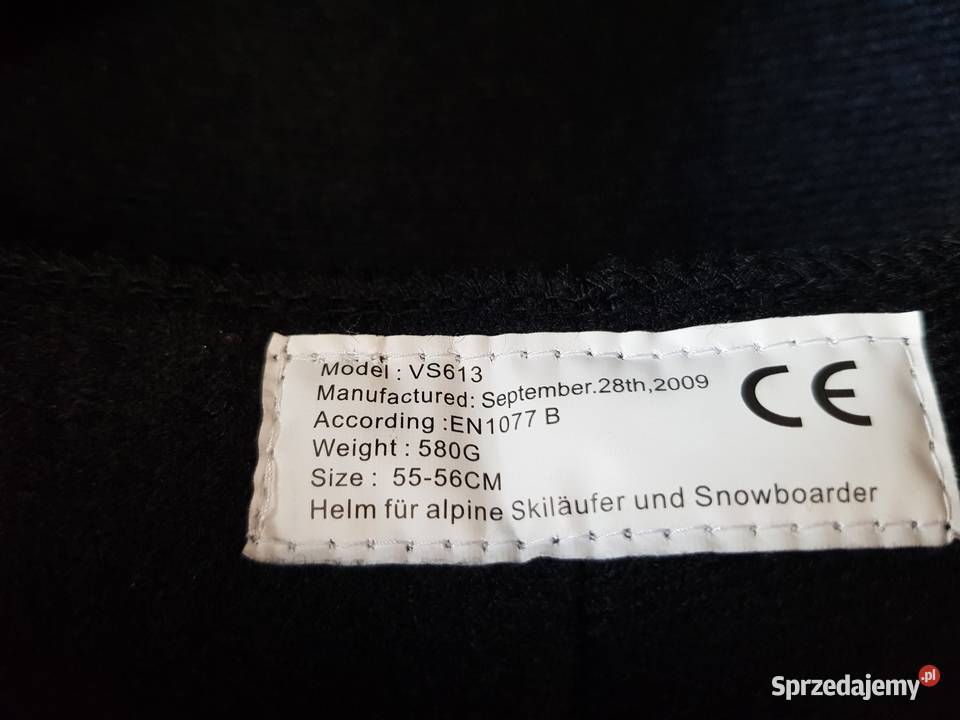 Model : VS613
Manufactured: September.28th,2009
According :EN1077 B
Weight : 580G
Size : 55-56CM
Helm für alpine Skiläufer und Snowboarder
CE
Sprzedajemy.pl